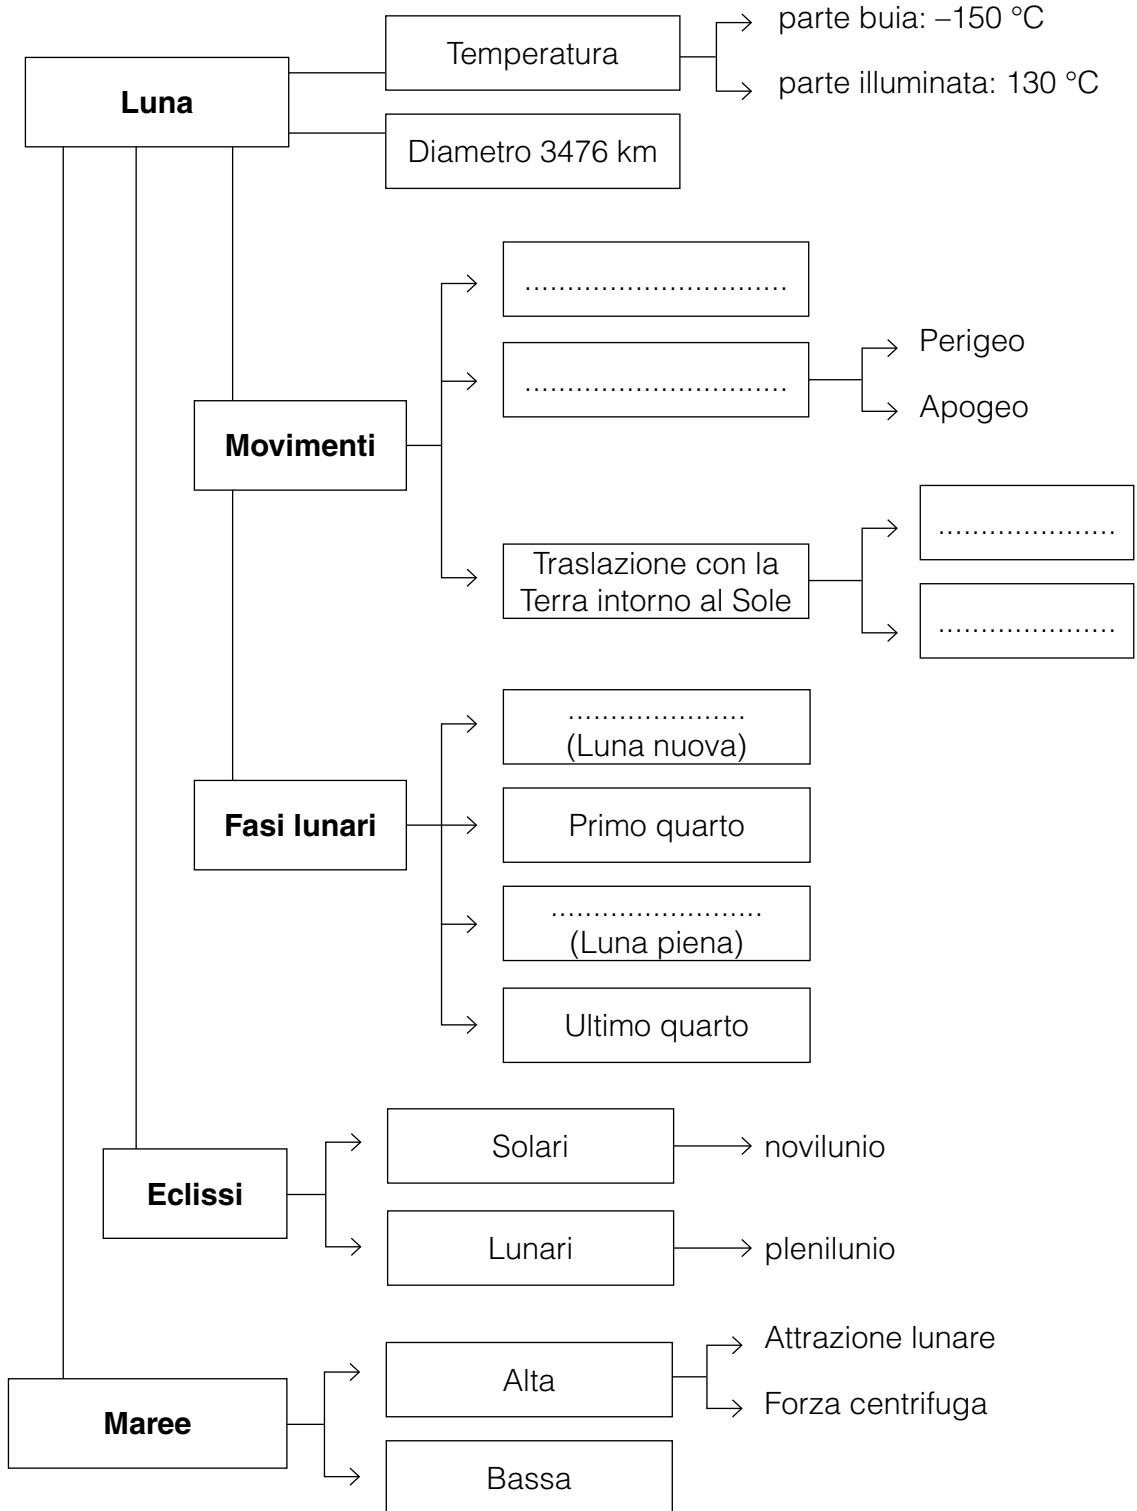 Luna
Temperatura
parte buia: –150 °C
parte illuminata: 130 °C
Diametro 3476 km
Movimenti
...............................
...............................
Perigeo
Apogeo
Traslazione con la
Terra intorno al Sole
.....................
.....................
Fasi lunari
.....................
(Luna nuova)
Primo quarto
.........................
(Luna piena)
Ultimo quarto
Eclissi
Solari
novilunio
Lunari
plenilunio
Maree
Alta
Attrazione lunare
Forza centrifuga
Bassa